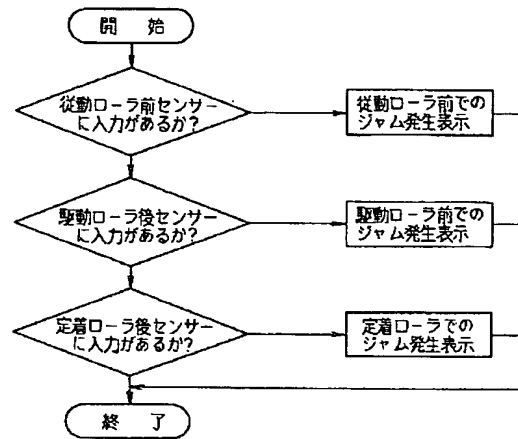 開始
従動ローラ前センサー
に入力があるか?
従動ローラ前での
ジャム発生表示
駆動ローラ後センサー
に入力があるか?
駆動ローラ前での
ジャム発生表示
定着ローラ後センサー
に入力があるか?
定着ローラでの
ジャム発生表示
終了